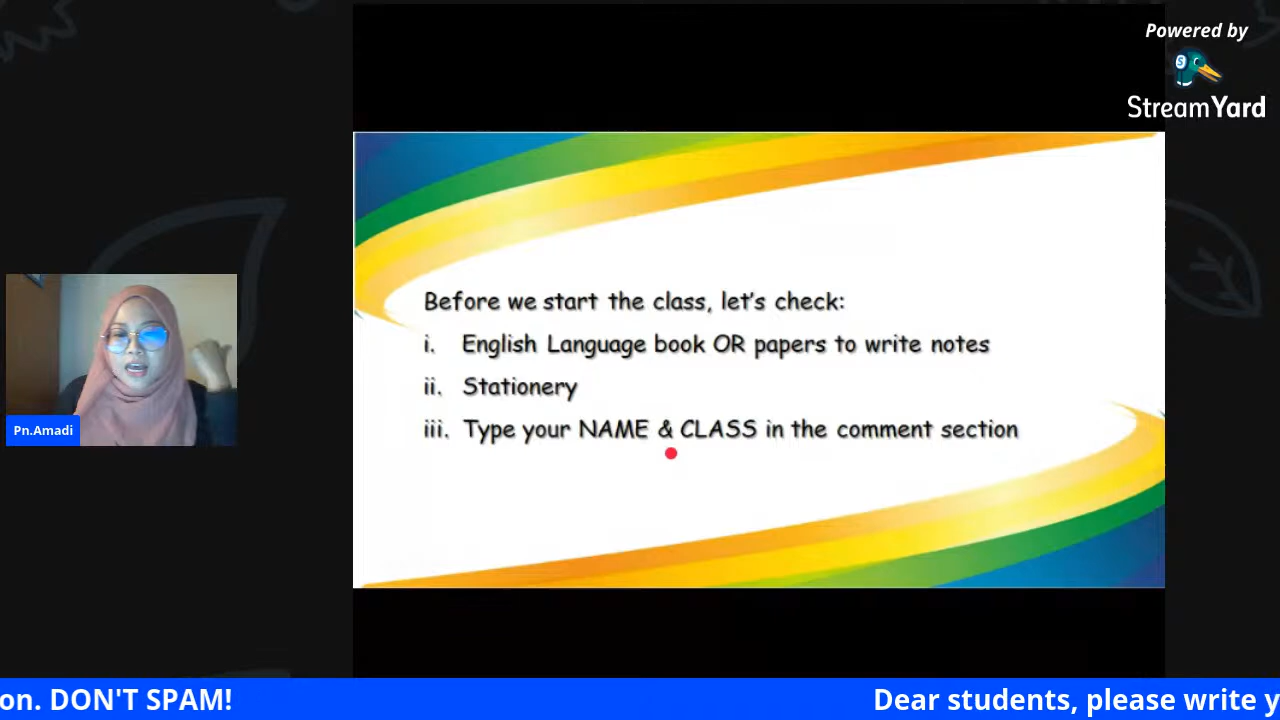 Powered by
StreamYard
Before we start the class, let's check:
i. English Language book OR papers to write notes
ii. Stationery
iii. Type your NAME & CLASS in the comment section
Pn.Amadi
on. DON'T SPAM!
Dear students, please write y